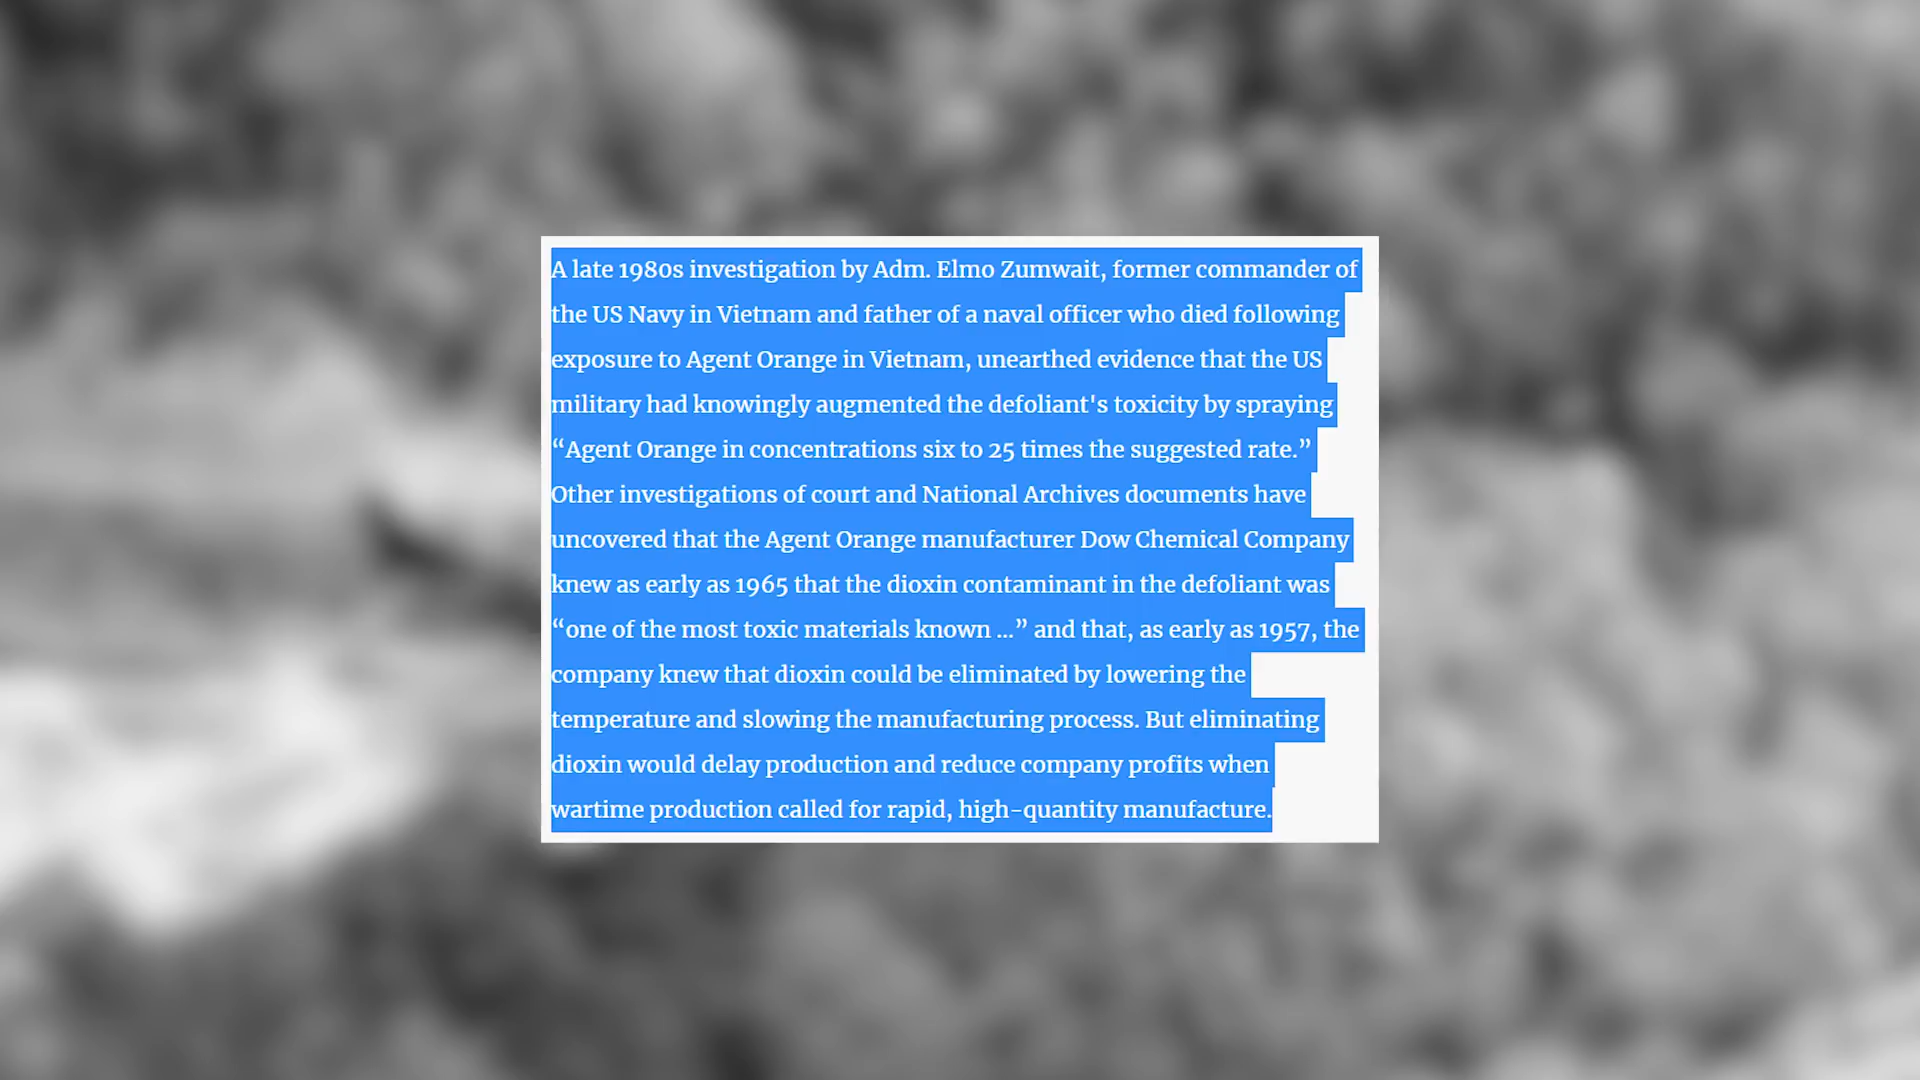 A late 1980s investigation by Adm. Elmo Zumwait, former commander of
the US Navy in Vietnam and father of a naval officer who died following
exposure to Agent Orange in Vietnam, unearthed evidence that the US
military had knowingly augmented the defoliant's toxicity by spraying
“Agent Orange in concentrations six to 25 times the suggested rate.”
Other investigations of court and National Archives documents have
uncovered that the Agent Orange manufacturer Dow Chemical Company
knew as early as 1965 that the dioxin contaminant in the defoliant was
“one of the most toxic materials known ...” and that, as early as 1957, the
company knew that dioxin could be eliminated by lowering the
temperature and slowing the manufacturing process. But eliminating
dioxin would delay production and reduce company profits when
wartime production called for rapid, high-quantity manufacture.